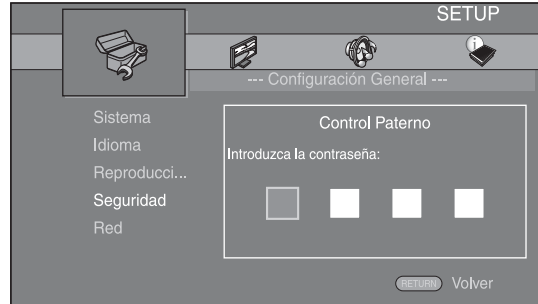 SETUP
--- Configuración General ---
Sistema
Idioma
Reproducci...
Seguridad
Red
Control Paterno
Introduzca la contraseña:
RETURN Volver